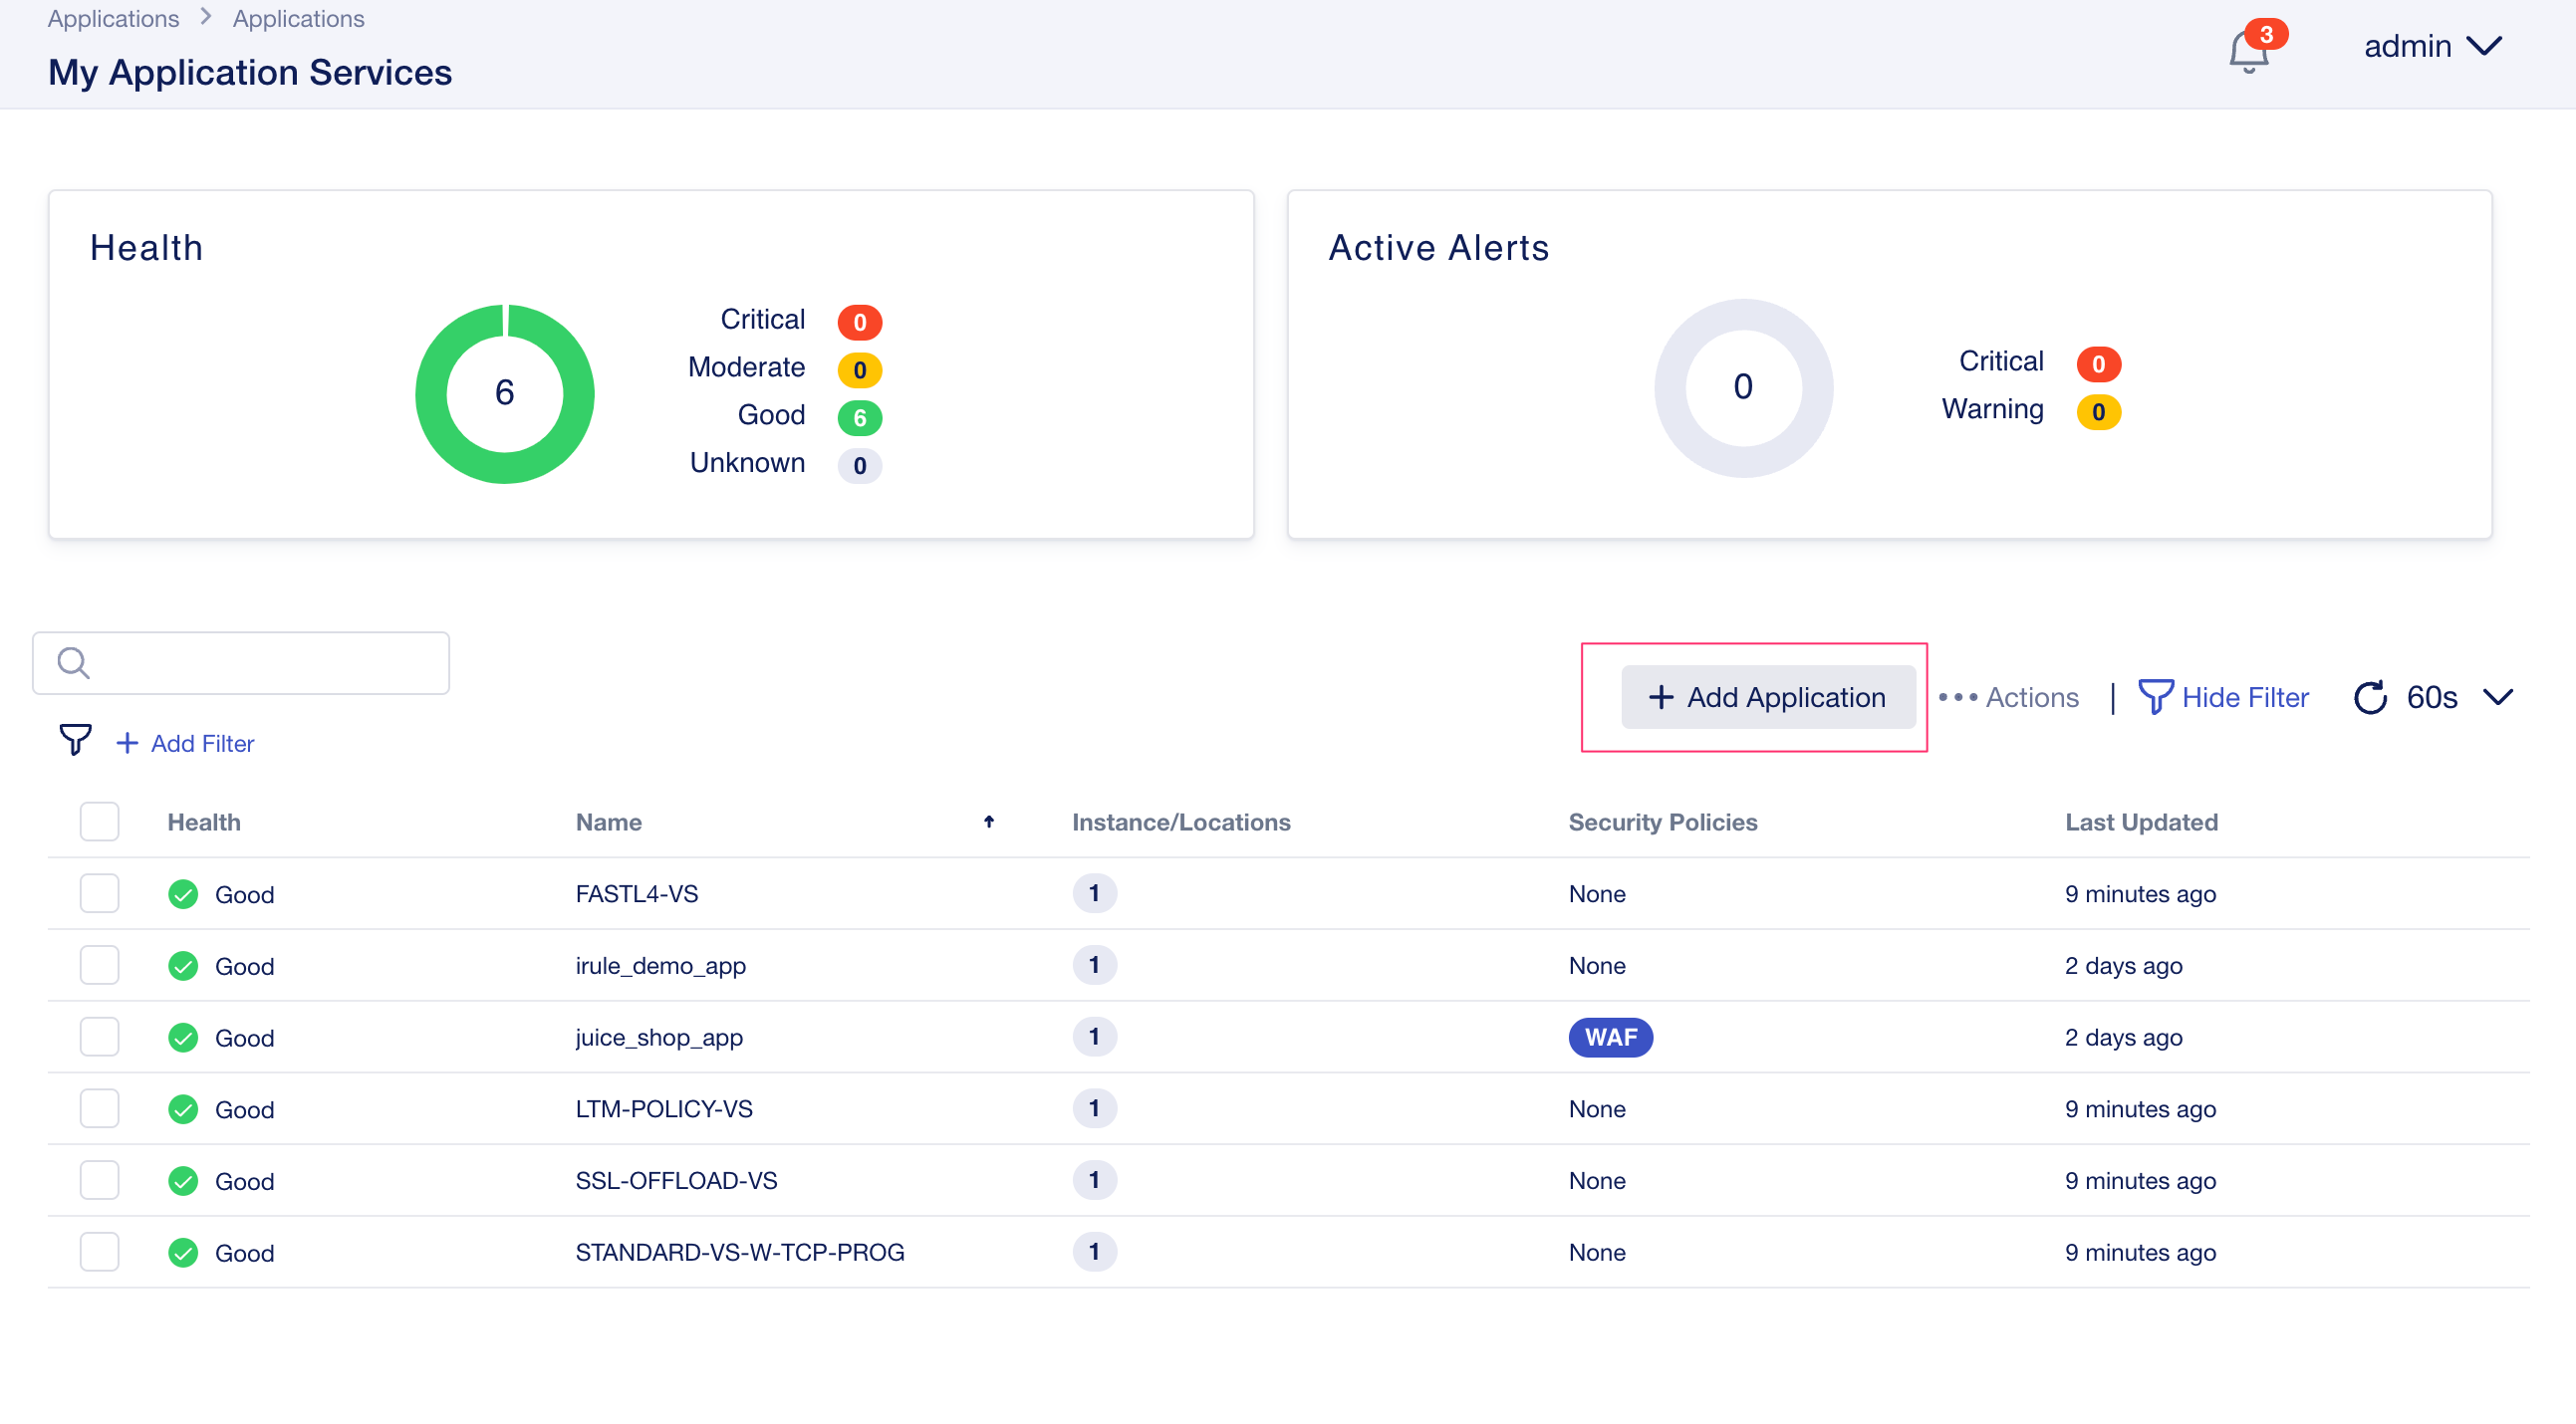 Applications > Applications
My Application Services
3
admin
Health
6
Critical 0
Moderate 0
Good 6
Unknown 0
Active Alerts
0
Critical 0
Warning 0
+ Add Application
••• Actions | Hide Filter 60s
+ Add Filter
Health Name Instance/Locations Security Policies Last Updated
Good FASTL4-VS 1 None 9 minutes ago
Good irule_demo_app 1 None 2 days ago
Good juice_shop_app 1 WAF 2 days ago
Good LTM-POLICY-VS 1 None 9 minutes ago
Good SSL-OFFLOAD-VS 1 None 9 minutes ago
Good STANDARD-VS-W-TCP-PROG 1 None 9 minutes ago